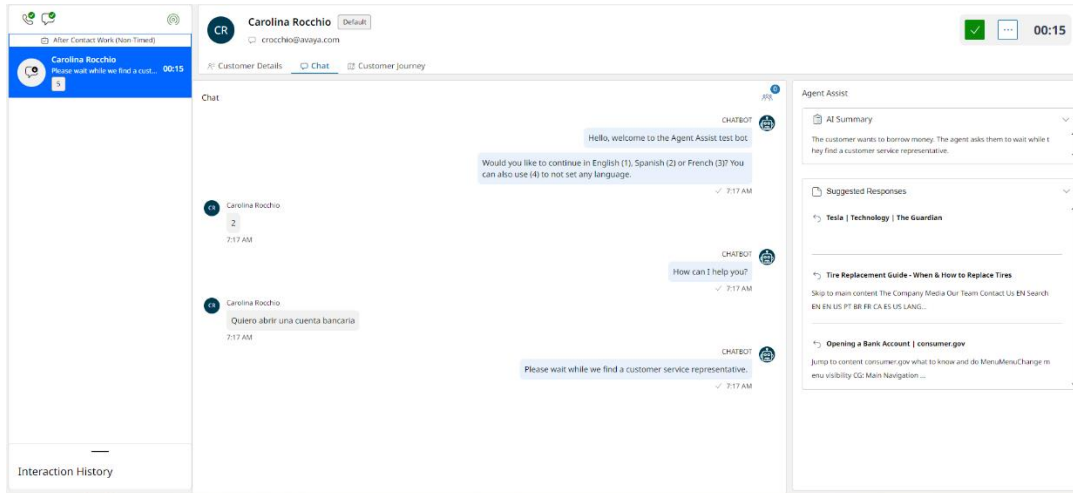 After Contact Work (Non-Timed)
Carolina Rocchio
Please wait while we find a cust...
00:15
5
Interaction History
CR
Carolina Rocchio
Default
crocchio@avaya.com
00:15
Customer Details
Chat
Customer Journey
Chat
0
CHATBOT
Hello, welcome to the Agent Assist test bot
Would you like to continue in English (1), Spanish (2) or French (3)? You
can also use (4) to not set any language.
7:17 AM
CR
Carolina Rocchio
2
7:17 AM
CHATBOT
How can I help you?
7:17 AM
CR
Carolina Rocchio
Quiero abrir una cuenta bancaria
7:17 AM
CHATBOT
Please wait while we find a customer service representative.
7:17 AM
Agent Assist
AI Summary
The customer wants to borrow money. The agent asks them to wait while t
hey find a customer service representative.
Suggested Responses
Tesla | Technology | The Guardian
Tire Replacement Guide - When & How to Replace Tires
Skip to main content The Company Media Our Team Contact Us EN Search
EN EN US PT BR FR CA ES US LANG...
Opening a Bank Account | consumer.gov
Jump to content consumer.gov what to know and do MenuMenuChange m
enu visibility CG: Main Navigation ...